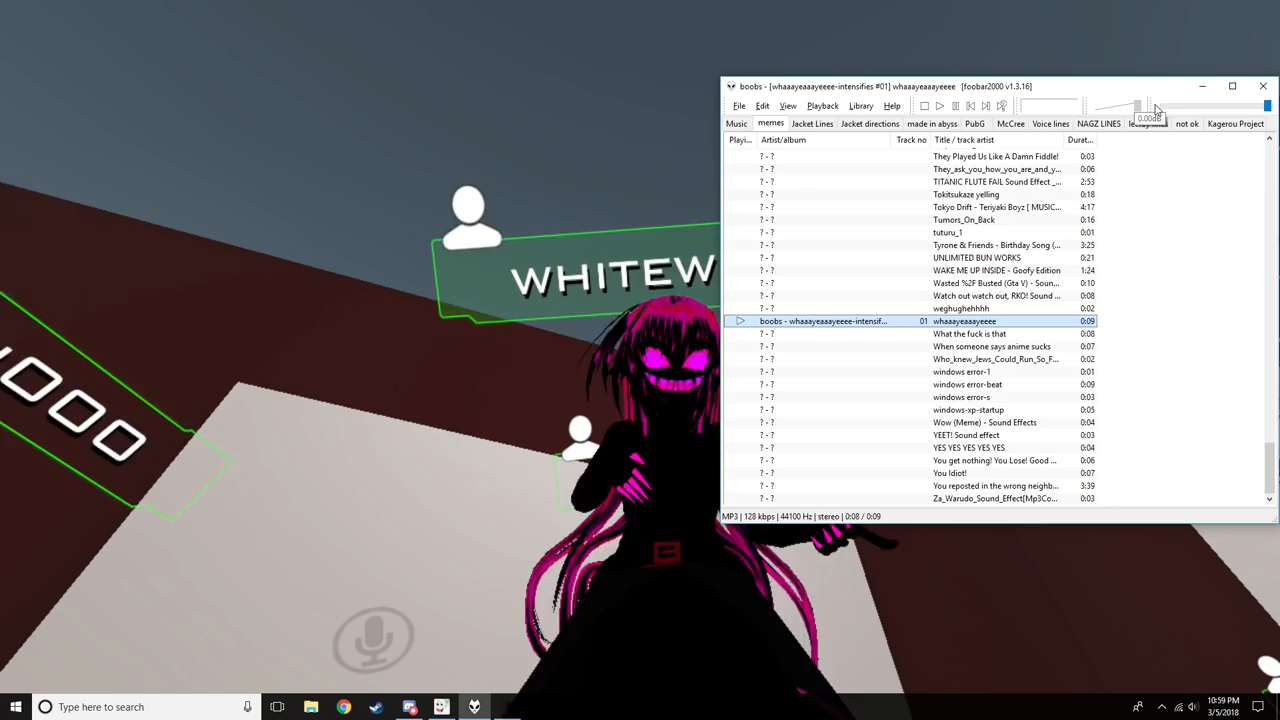 boobs - [whaaayeaaayeeee-intensifies #01] whaaayeaaayeeee [foobar2000 v1.3.16]
File Edit View Playback Library Help
0.00dB
Music memes Jacket Lines Jacket directions made in abyss PubG McCree Voice lines NAGZ LINES not ok Kagerou Project
Playi... Artist/album Track no Title / track artist Durat...
? - ? They Played Us Like A Damn Fiddle! 0:03
? - ? They_ask_you_how_you_are_and_y... 0:06
? - ? TITANIC FLUTE FAIL Sound Effect _... 2:53
? - ? Tokitsukaze yelling 0:18
? - ? Tokyo Drift - Teriyaki Boyz [ MUSIC... 4:17
? - ? Tumors_On_Back 0:16
? - ? tuturu_1 0:01
? - ? Tyrone & Friends - Birthday Song (... 3:25
? - ? UNLIMITED BUN WORKS 0:21
? - ? WAKE ME UP INSIDE - Goofy Edition 1:24
? - ? Wasted %2F Busted (Gta V) - Soun... 0:10
? - ? Watch out watch out, RKO! Sound ... 0:08
? - ? weghughehhhh 0:02
boobs - whaaayeaaayeeee-intensif... 01 whaaayeaaayeeee 0:09
? - ? What the fuck is that 0:08
? - ? When someone says anime sucks 0:07
? - ? Who_knew_Jews_Could_Run_So_F... 0:02
? - ? windows error-1 0:01
? - ? windows error-beat 0:09
? - ? windows error-s 0:03
? - ? windows-xp-startup 0:05
? - ? Wow (Meme) - Sound Effects 0:04
? - ? YEET! Sound effect 0:03
? - ? YES YES YES YES YES 0:04
? - ? You get nothing! You Lose! Good ... 0:06
? - ? You Idiot! 0:07
? - ? You reposted in the wrong neighb... 3:39
? - ? Za_Warudo_Sound_Effect[Mp3Co... 0:03
MP3 | 128 kbps | 44100 Hz | stereo | 0:08 / 0:09
WHITEW
OOO
Type here to search
10:59 PM
3/5/2018